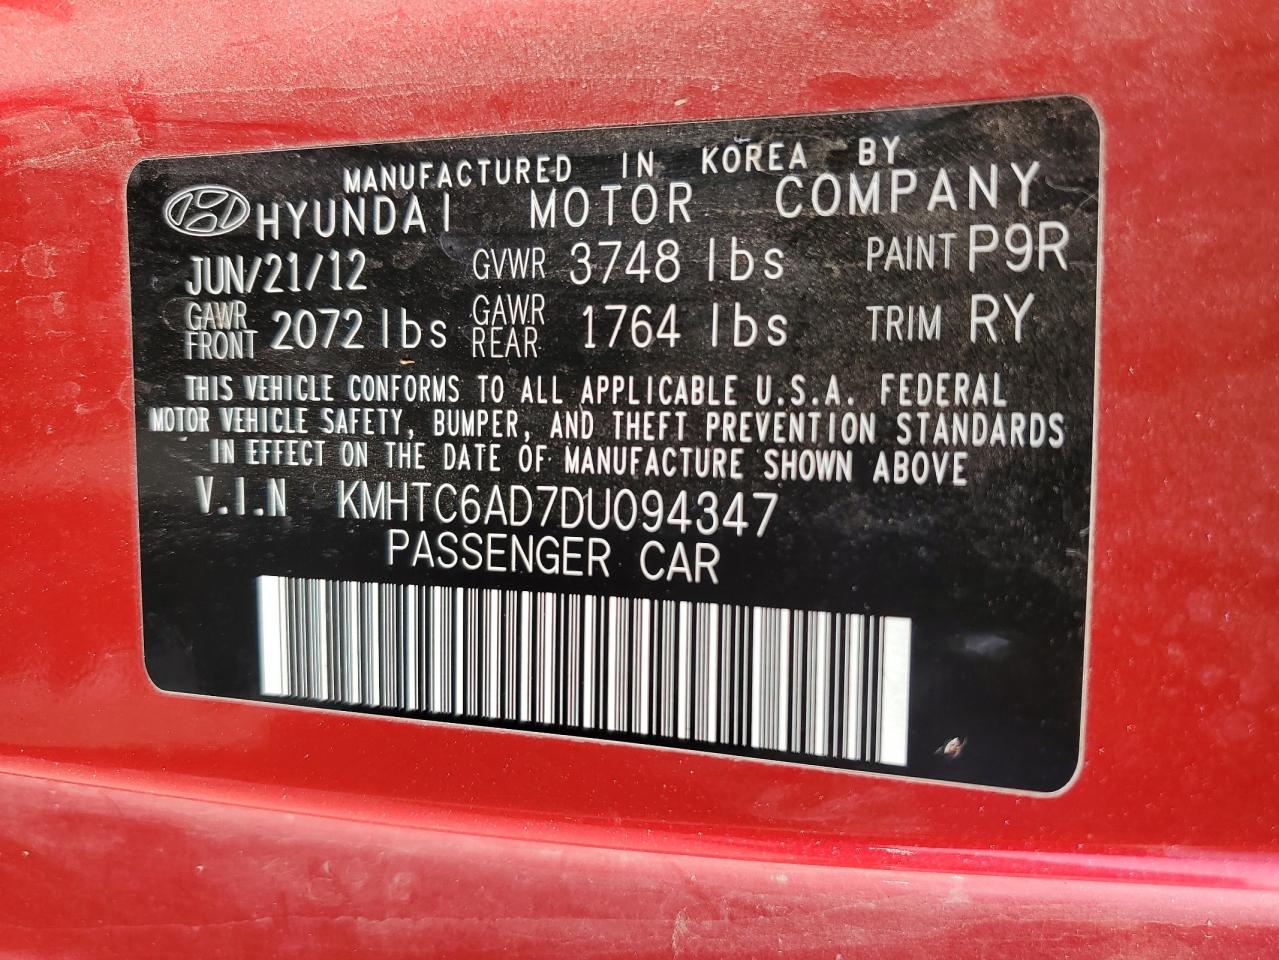 MANUFACTURED IN KOREA BY
HYUNDAI MOTOR COMPANY
JUN/21/12 GVWR 3748 lbs PAINT P9R
GAWR FRONT 2072 lbs GAWR REAR 1764 lbs TRIM RY
THIS VEHICLE CONFORMS TO ALL APPLICABLE U.S.A. FEDERAL
MOTOR VEHICLE SAFETY, BUMPER, AND THEFT PREVENTION STANDARDS
IN EFFECT ON THE DATE OF MANUFACTURE SHOWN ABOVE
V.I.N KMHTC6AD7DU094347
PASSENGER CAR